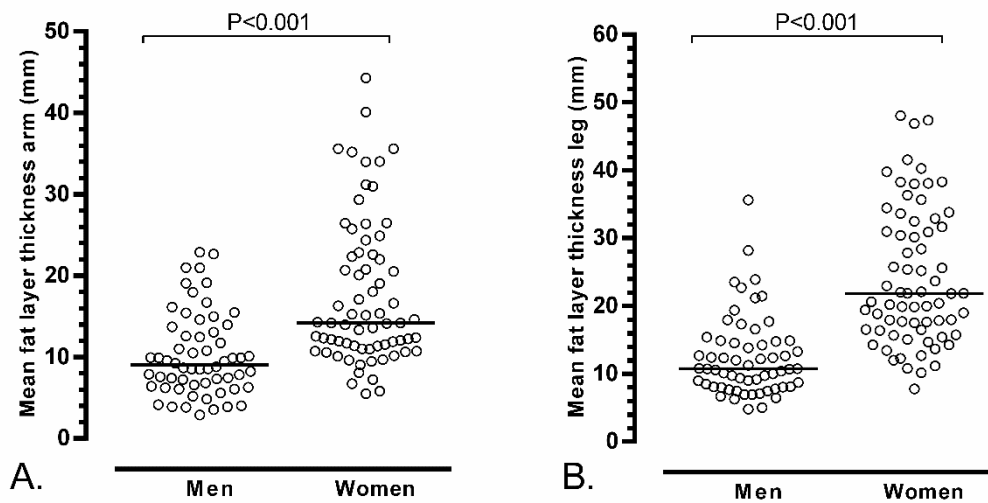 P<0.001
Mean fat layer thickness arm (mm)
50
40
30
20
10
0
A.
Men
Women
P<0.001
Mean fat layer thickness leg (mm)
60
50
40
30
20
10
0
B.
Men
Women